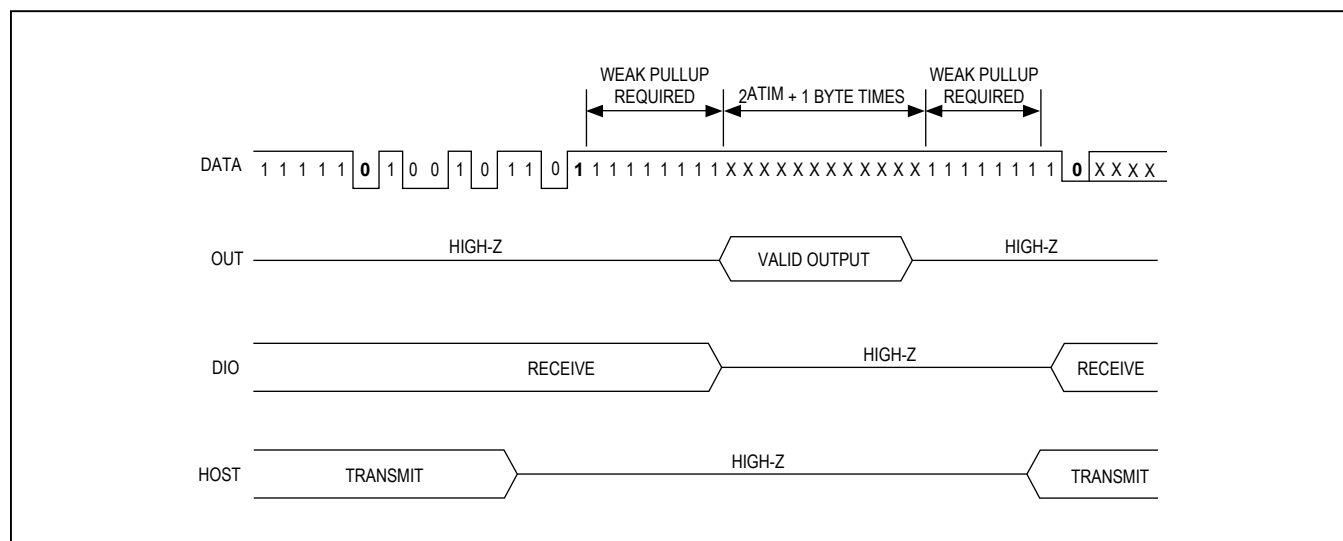 WEAK PULLUP
REQUIRED
2ATIM + 1 BYTE TIMES
WEAK PULLUP
REQUIRED
DATA 1 1 1 1 1 0 1 0 0 1 0 1 1 0 1 1 1 1 1 1 1 1 1 X X X X X X X X X X X X 1 1 1 1 1 1 1 1 0 X X X X
OUT HIGH-Z VALID OUTPUT HIGH-Z
DIO RECEIVE HIGH-Z RECEIVE
HOST TRANSMIT HIGH-Z TRANSMIT